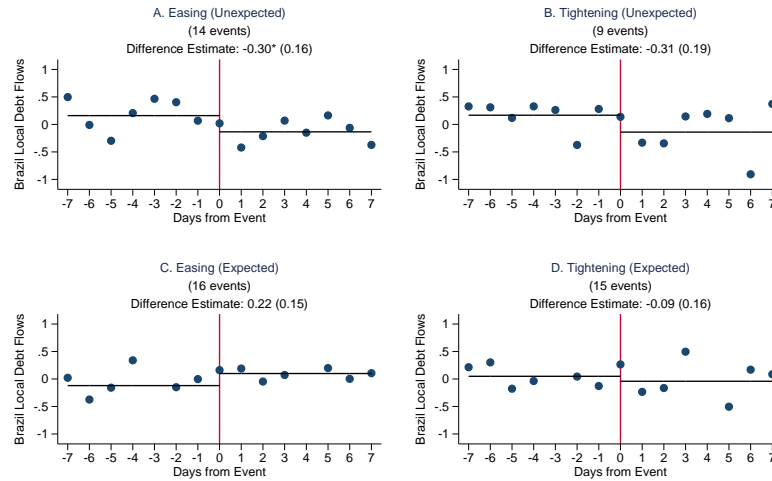 A. Easing (Unexpected)
(14 events)
Difference Estimate: -0.30* (0.16)
Brazil Local Debt Flows
1
.5
0
-.5
-1
-7 -6 -5 -4 -3 -2 -1 0 1 2 3 4 5 6 7
Days from Event
B. Tightening (Unexpected)
(9 events)
Difference Estimate: -0.31 (0.19)
Brazil Local Debt Flows
1
.5
0
-.5
-1
-7 -6 -5 -4 -3 -2 -1 0 1 2 3 4 5 6 7
Days from Event
C. Easing (Expected)
(16 events)
Difference Estimate: 0.22 (0.15)
Brazil Local Debt Flows
1
.5
0
-.5
-1
-7 -6 -5 -4 -3 -2 -1 0 1 2 3 4 5 6 7
Days from Event
D. Tightening (Expected)
(15 events)
Difference Estimate: -0.09 (0.16)
Brazil Local Debt Flows
1
.5
0
-.5
-1
-7 -6 -5 -4 -3 -2 -1 0 1 2 3 4 5 6 7
Days from Event